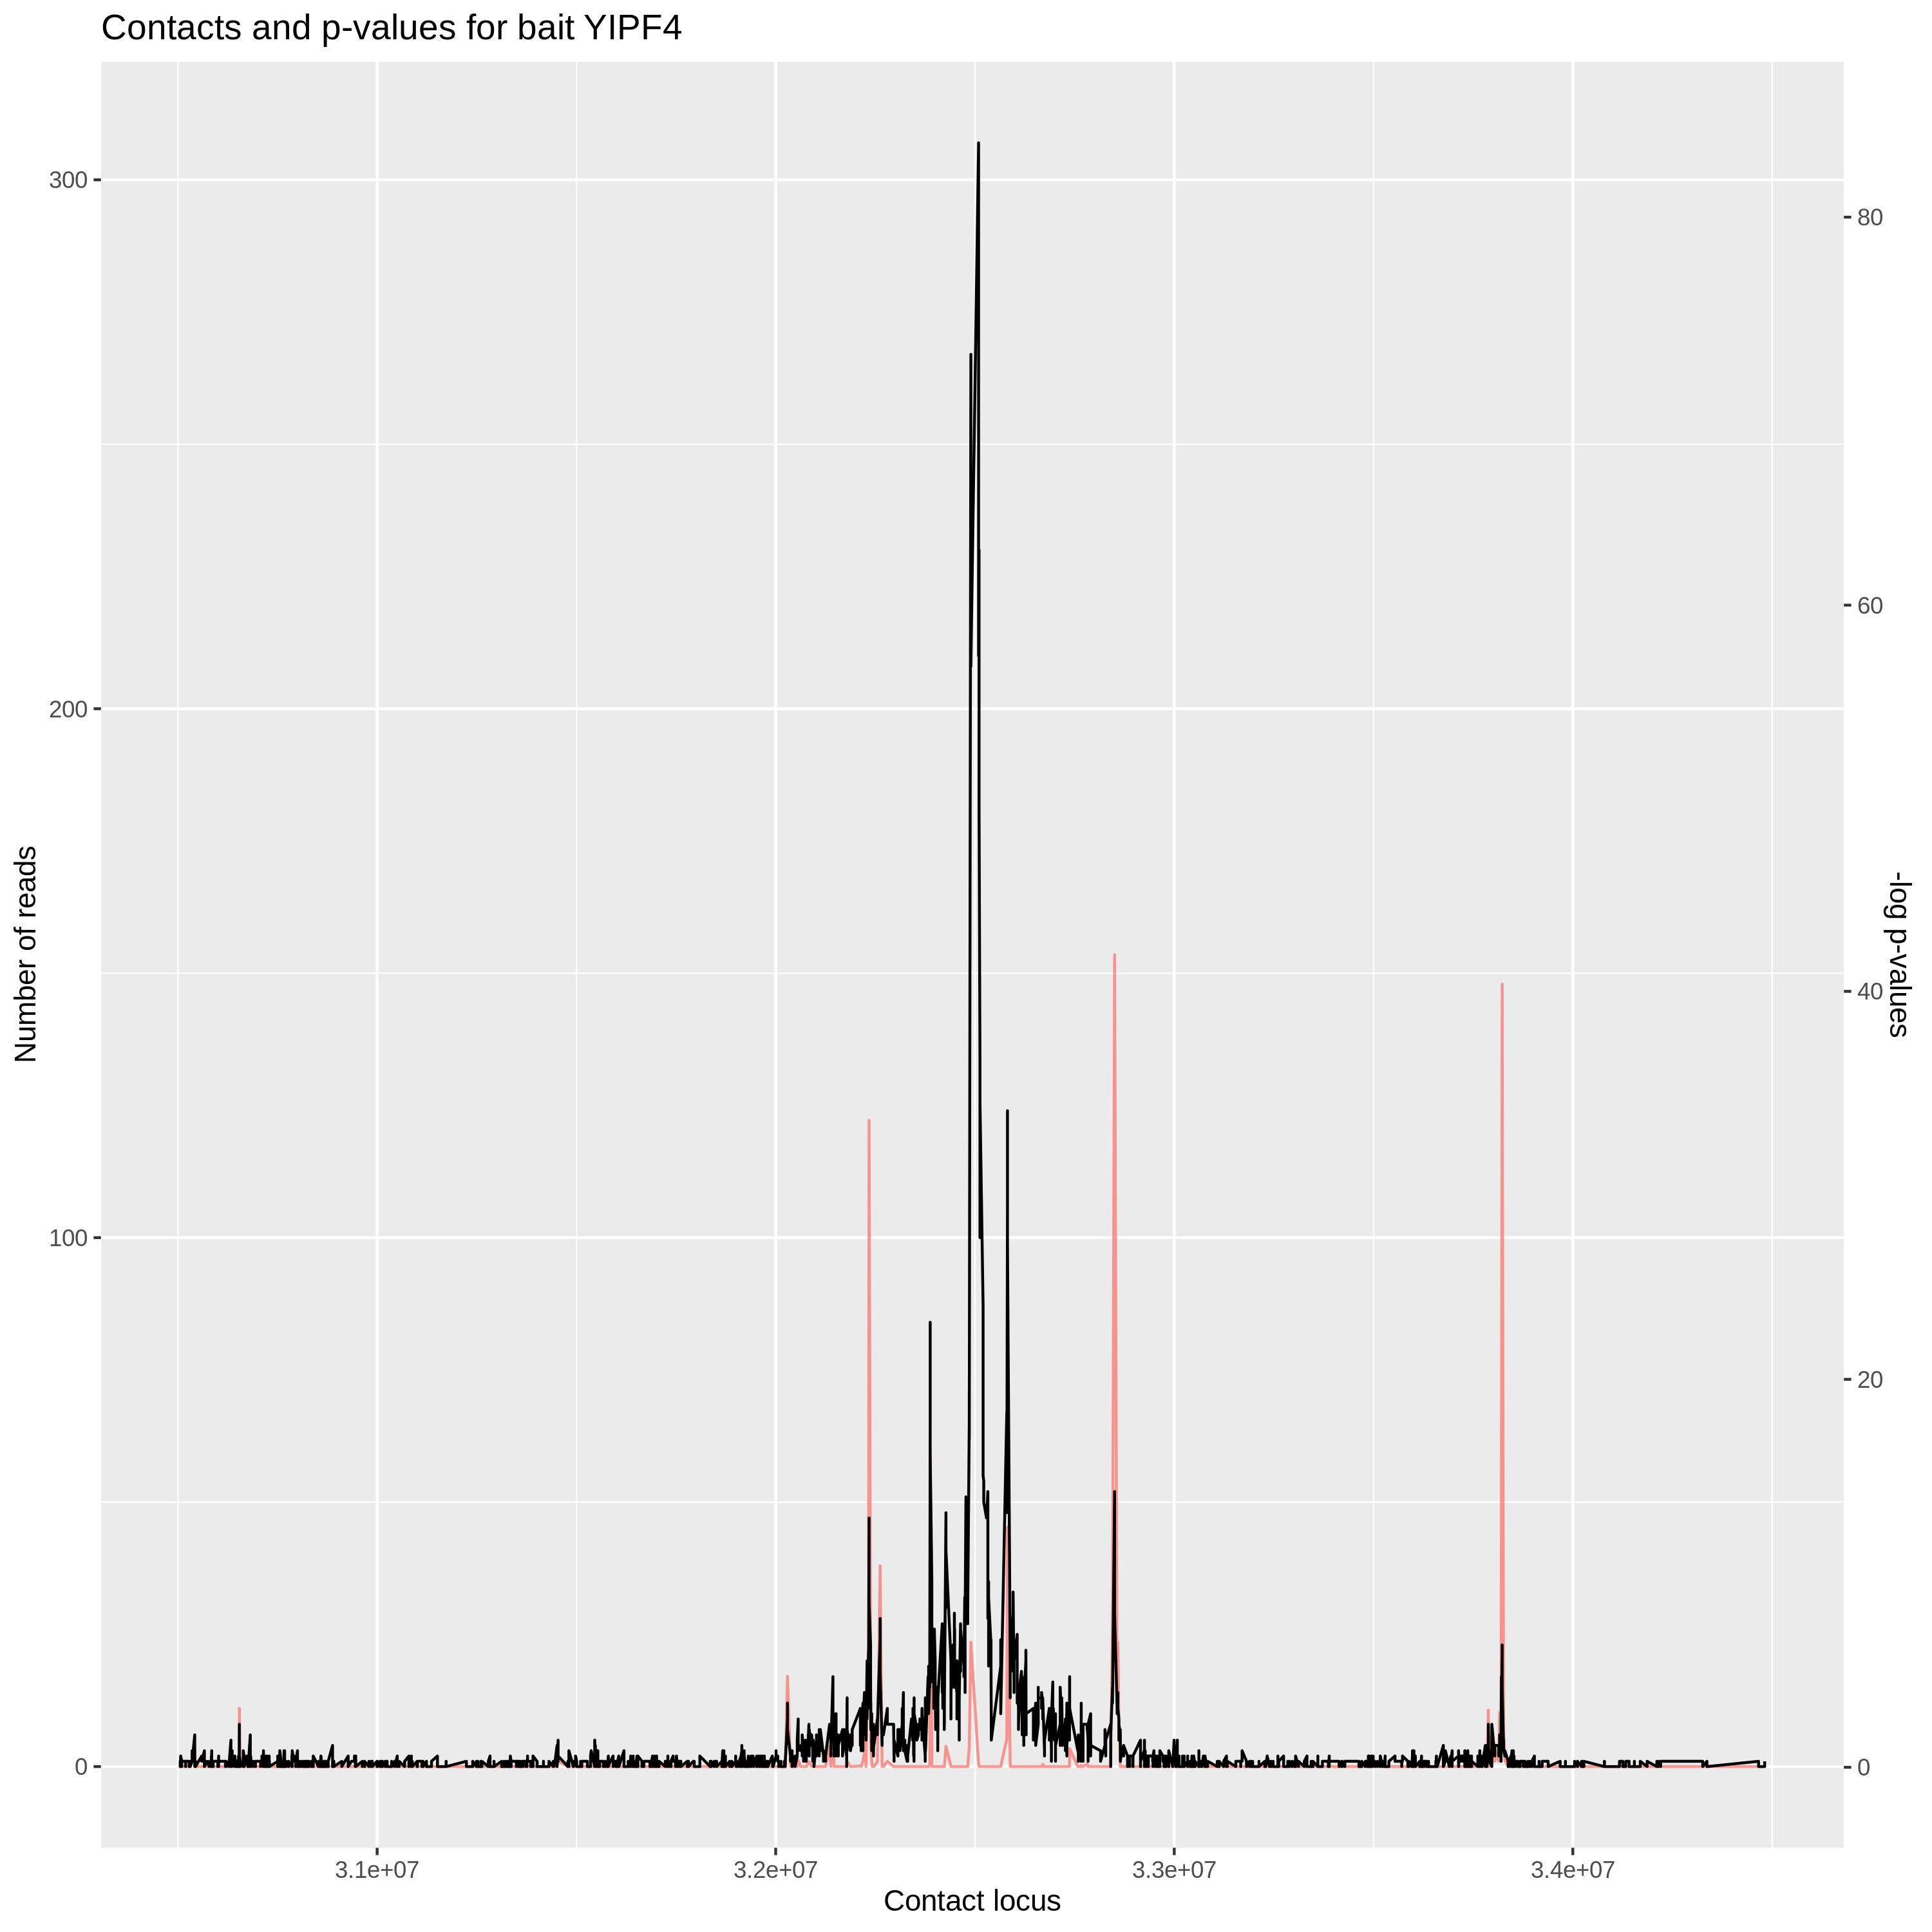 Contacts and p-values for bait YIPF4
300
200
100
0
Number of reads
80
60
40
20
0
-log p-values
3.1e+07
3.2e+07
3.3e+07
3.4e+07
Contact locus